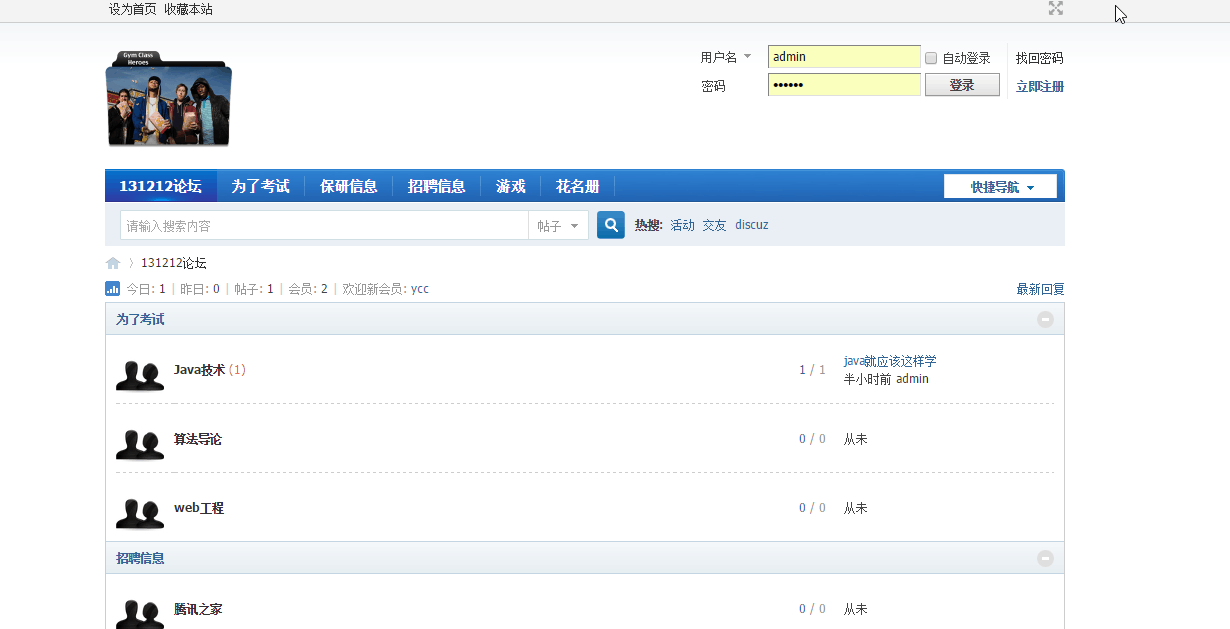 设为首页 收藏本站
Gym Class
Heroes
用户名 admin 自动登录 找回密码
密码 •••••• 登录 立即注册
131212论坛 为了考试 保研信息 招聘信息 游戏 花名册 快捷导航
请输入搜索内容 帖子 热搜: 活动 交友 discuz
131212论坛
今日: 1 | 昨日: 0 | 帖子: 1 | 会员: 2 | 欢迎新会员: ycc 最新回复
为了考试
Java技术 (1) 1 / 1 java就应该这样学
半小时前 admin
算法导论 0 / 0 从未
web工程 0 / 0 从未
招聘信息
腾讯之家 0 / 0 从未